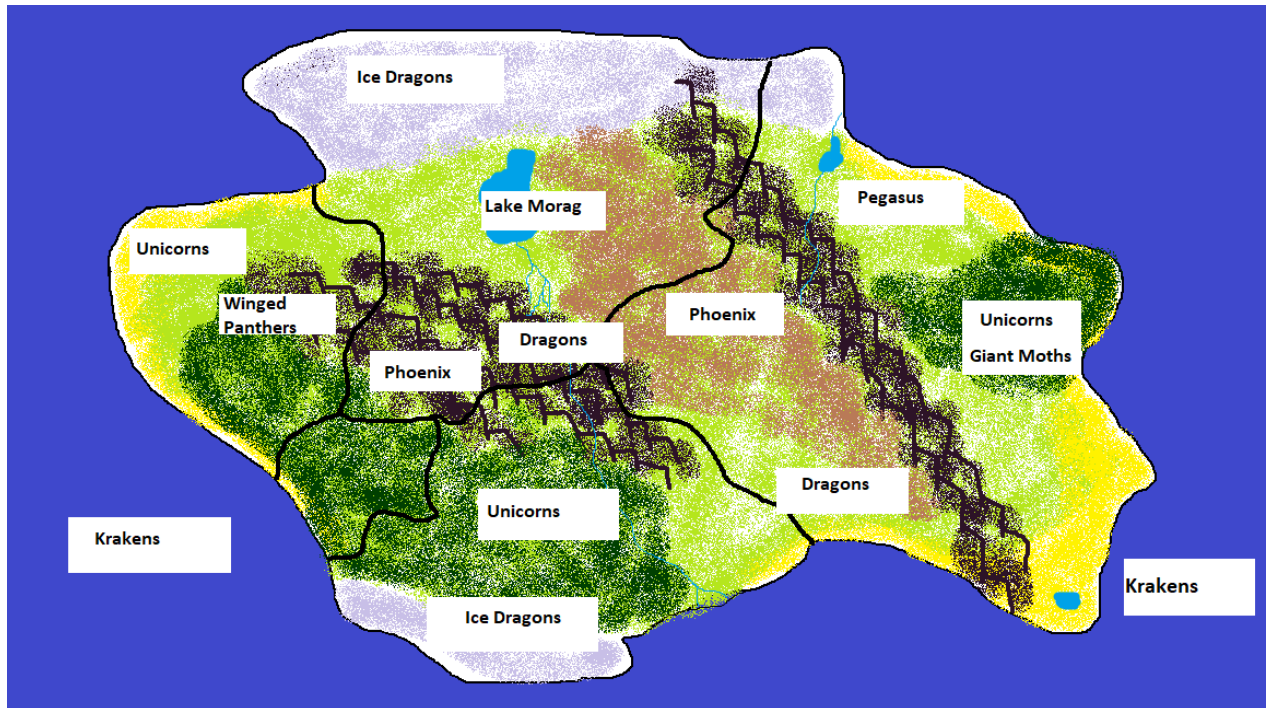 Ice Dragons
Pegasus
Lake Morag
Unicorns
Winged
Panthers
Phoenix
Unicorns
Giant Moths
Dragons
Phoenix
Dragons
Unicorns
Krakens
Krakens
Ice Dragons